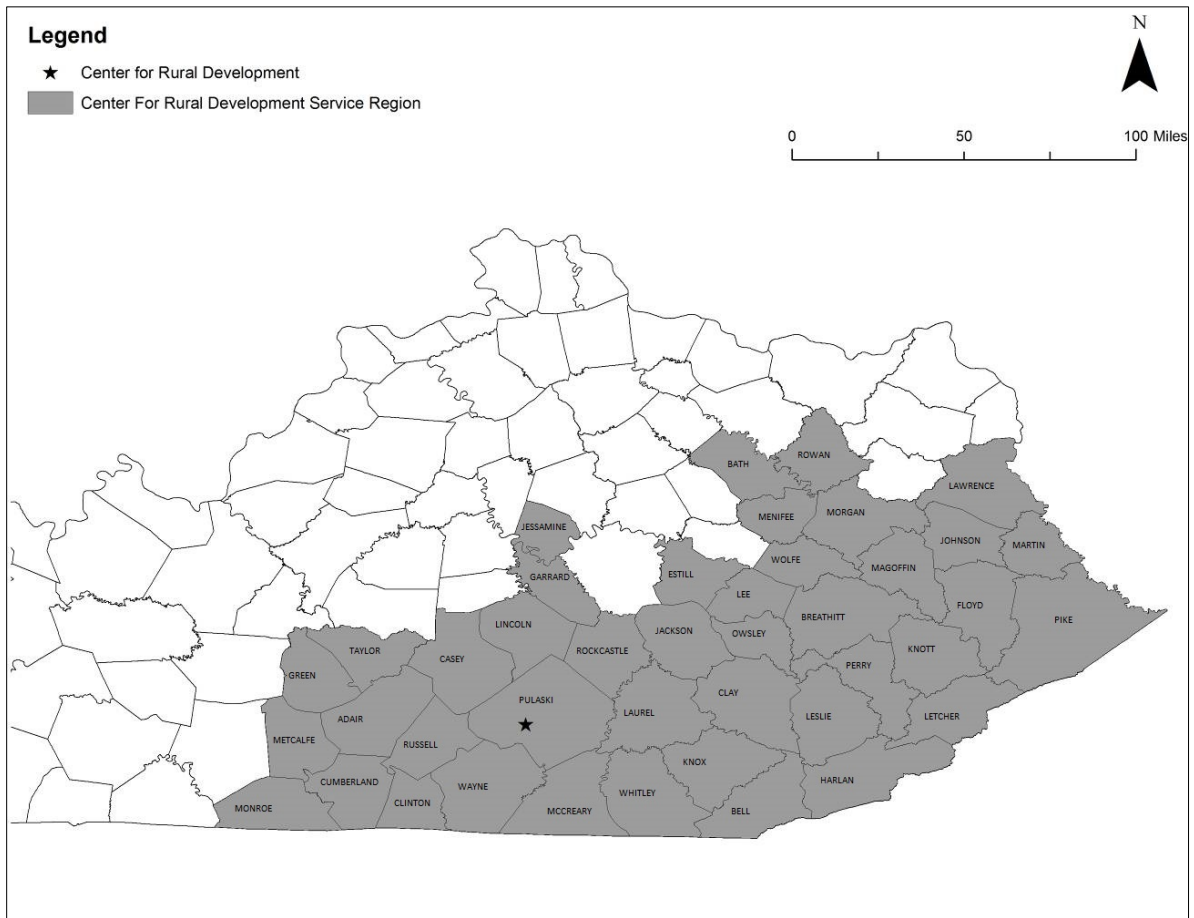 Legend
Center for Rural Development
Center For Rural Development Service Region
N
0 50 100 Miles
BATH
ROWAN
LAWRENCE
MENIFEE
MORGAN
JESSAMINE
JOHNSON
MARTIN
WOLFE
MAGOFFIN
ESTILL
GARRARD
LEE
FLOYD
BREATHITT
PIKE
LINCOLN
JACKSON
OWSLEY
TAYLOR
CASEY
ROCKCASTLE
KNOTT
PERRY
GREEN
CLAY
PULASKI
LAUREL
LESLIE
LETCHER
ADAIR
METCALFE
RUSSELL
KNOX
CUMBERLAND
HARLAN
WAYNE
WHITLEY
CLINTON
MONROE
MCCREARY
BELL